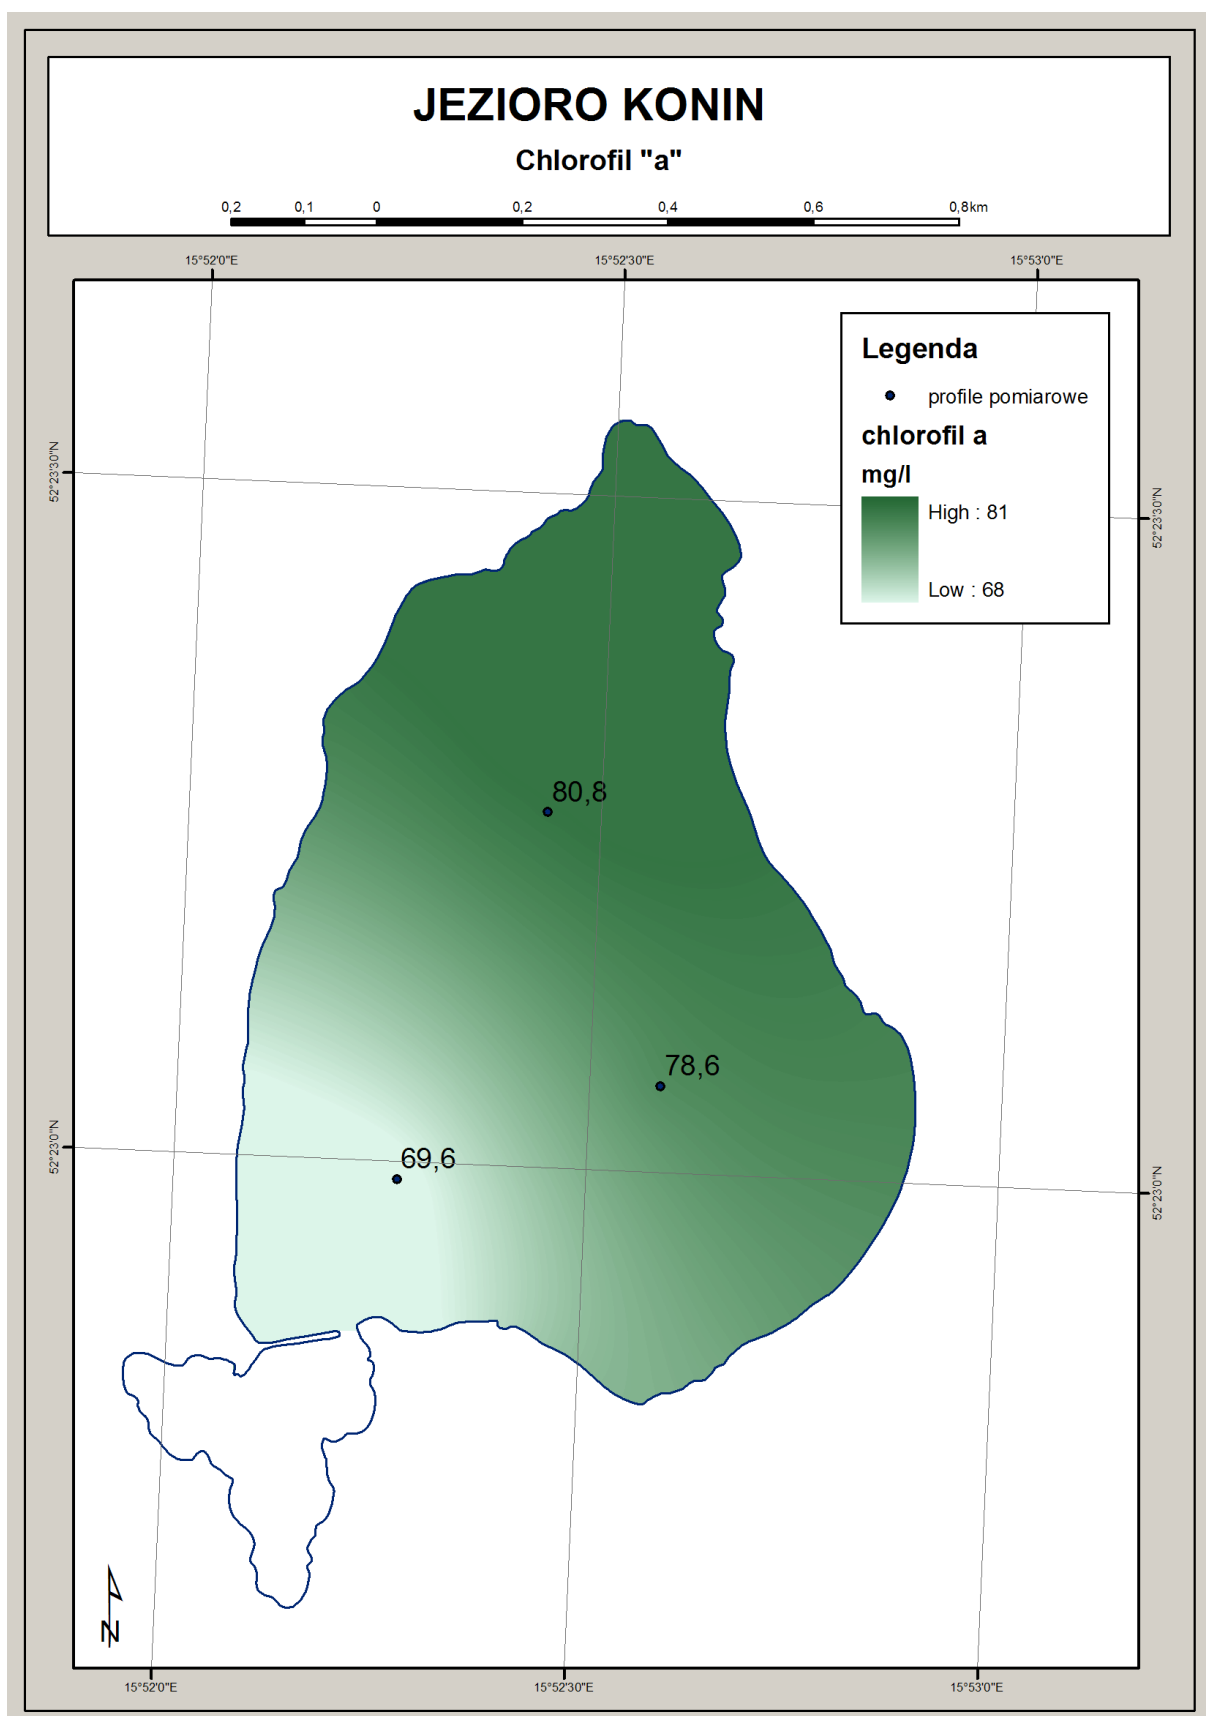 JEZIORO KONIN
Chlorofil "a"
0,2 0,1 0 0,2 0,4 0,6 0,8km
15°52'0"E 15°52'30"E 15°53'0"E
Legenda
profile pomiarowe
chlorofil a
mg/l
High : 81
Low : 68
52°23'30"N
52°23'30"N
80,8
78,6
69,6
52°23'0"N
52°23'0"N
N
15°52'0"E 15°52'30"E 15°53'0"E